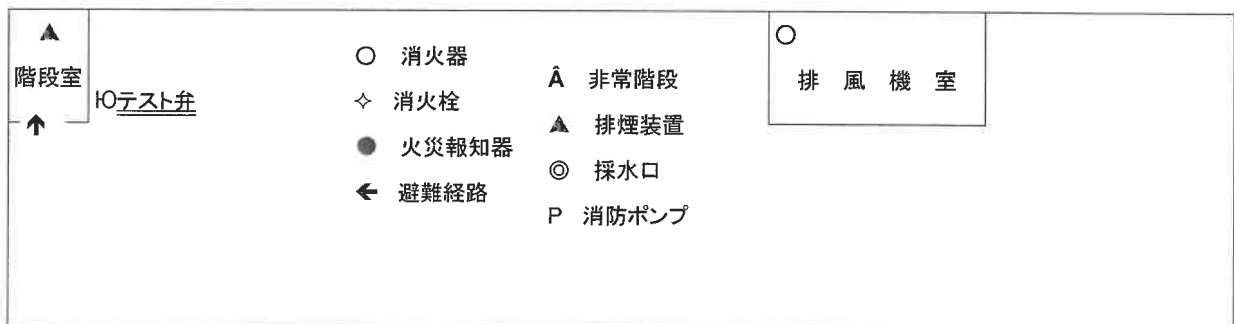 階段室
Ю テスト弁
○ 消火器
✧ 消火栓
● 火災報知器
← 避難経路
Â 非常階段
▲ 排煙装置
◎ 採水口
P 消防ポンプ
排風機室